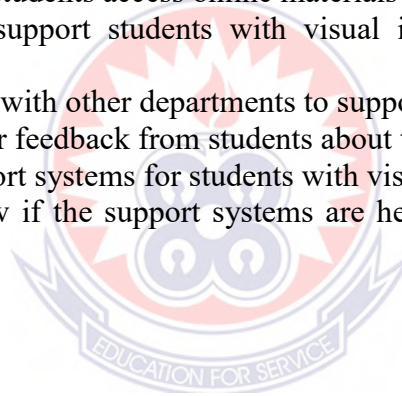 students access online materials
support students with visual i
with other departments to suppo
r feedback from students about
ort systems for students with vis
v if the support systems are he
EDUCATION FOR SERVICE